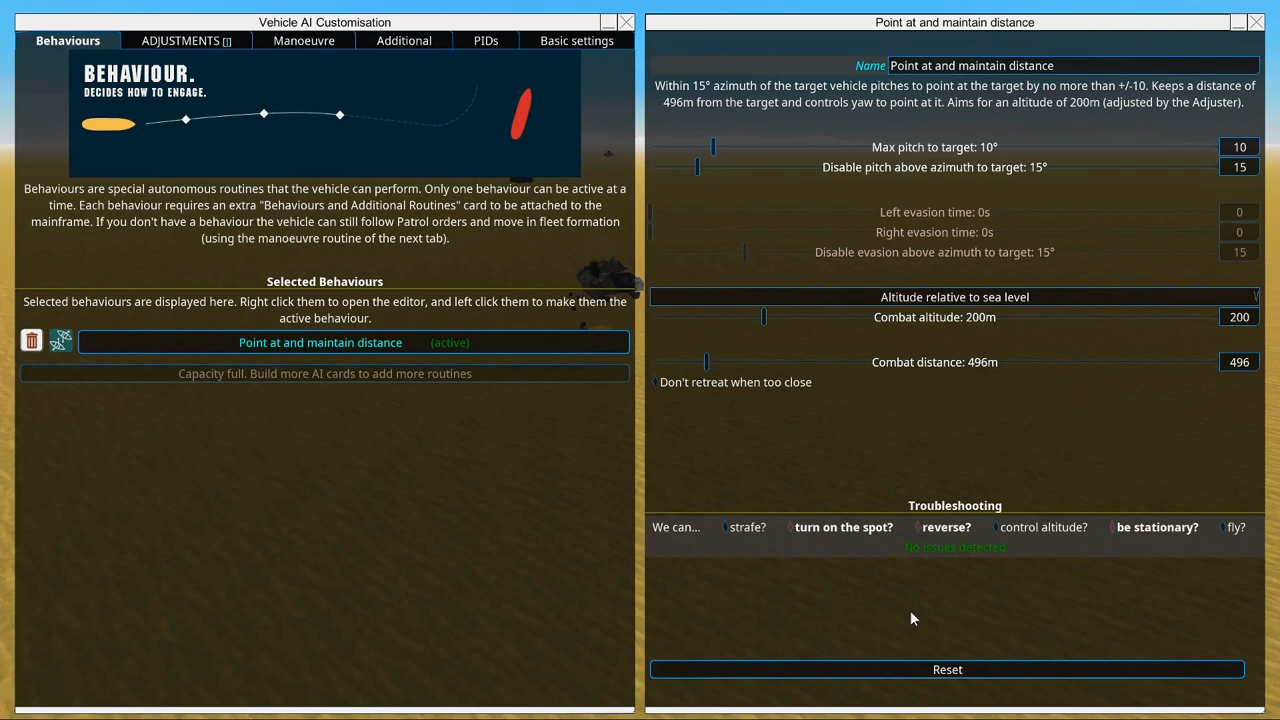 Vehicle AI Customisation
Behaviours
ADJUSTMENTS []
Manoeuvre
Additional
PIDs
Basic settings
BEHAVIOUR.
DECIDES HOW TO ENGAGE.
Behaviours are special autonomous routines that the vehicle can perform. Only one behaviour can be active at a
time. Each behaviour requires an extra "Behaviours and Additional Routines" card to be attached to the
mainframe. If you don't have a behaviour the vehicle can still follow Patrol orders and move in fleet formation
(using the manoeuvre routine of the next tab).
Selected Behaviours
Selected behaviours are displayed here. Right click them to open the editor, and left click them to make them the
active behaviour.
Point at and maintain distance (active)
Capacity full. Build more AI cards to add more routines
Point at and maintain distance
Name Point at and maintain distance
Within 15° azimuth of the target vehicle pitches to point at the target by no more than +/-10. Keeps a distance of
496m from the target and controls yaw to point at it. Aims for an altitude of 200m (adjusted by the Adjuster).
Max pitch to target: 10° 10
Disable pitch above azimuth to target: 15° 15
Left evasion time: 0s 0
Right evasion time: 0s 0
Disable evasion above azimuth to target: 15° 15
Altitude relative to sea level
Combat altitude: 200m 200
Combat distance: 496m 496
Don't retreat when too close
Troubleshooting
We can... strafe? turn on the spot? reverse? control altitude? be stationary? fly?
No issues detected
Reset